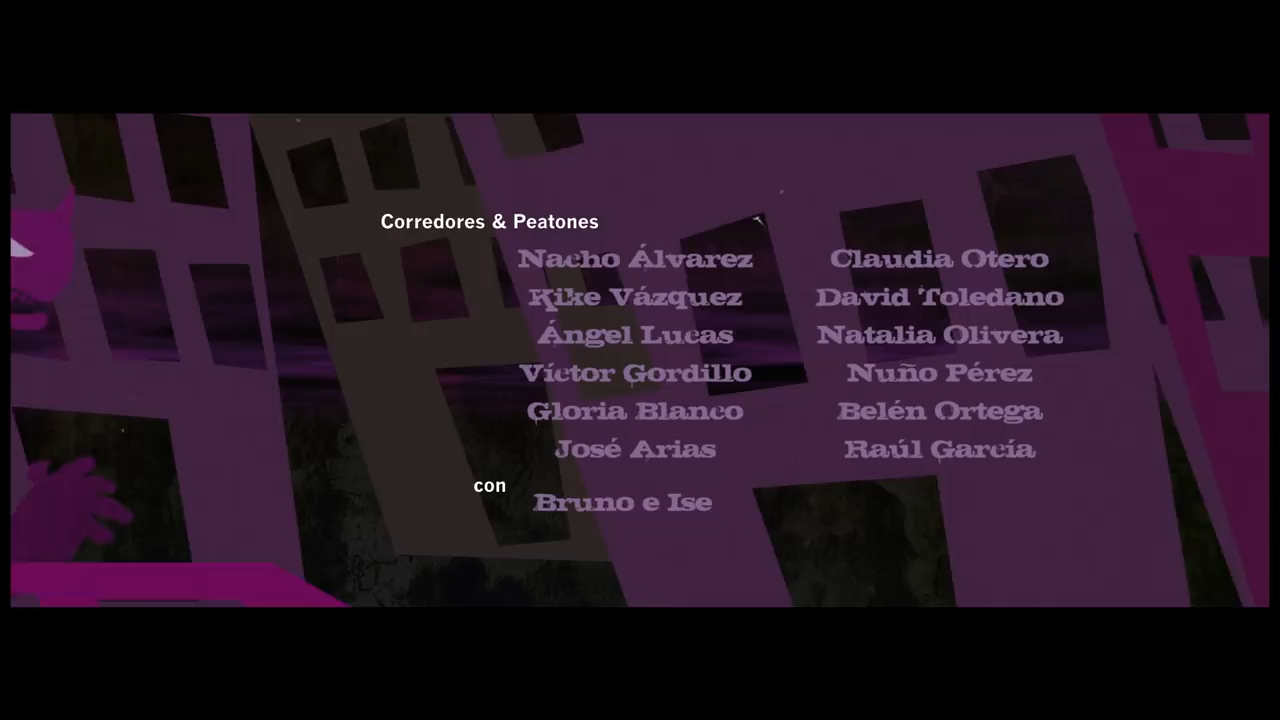 Corredores & Peatones
Nacho Álvarez Claudia Otero
Kike Vázquez David Toledano
Ángel Lucas Natalia Olivera
Víctor Gordillo Nuño Pérez
Gloria Blanco Belén Ortega
José Arias Raúl García
con
Bruno e Ise